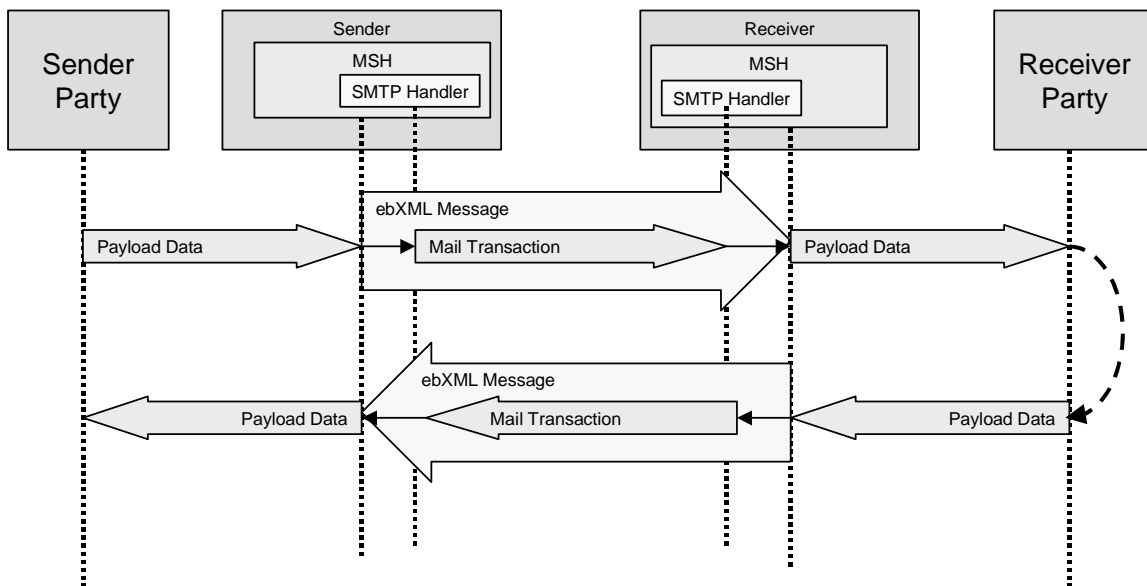 Sender
Party
Sender
MSH
SMTP Handler
Receiver
MSH
SMTP Handler
Receiver
Party
ebXML Message
Payload Data
Mail Transaction
Payload Data
ebXML Message
Payload Data
Mail Transaction
Payload Data